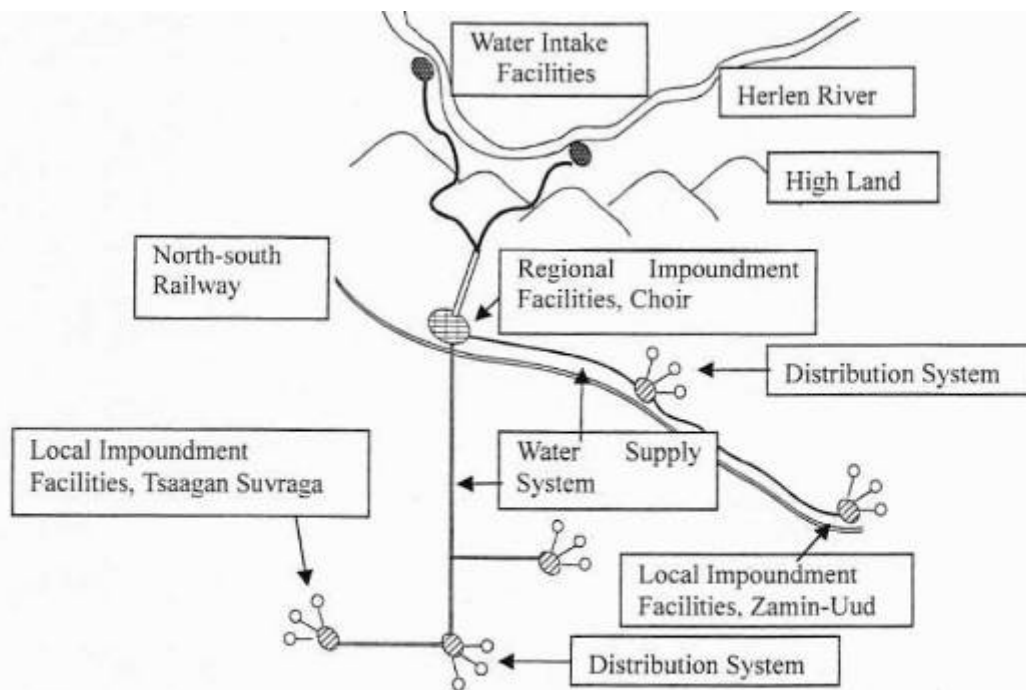 Water Intake
Facilities
Herlen River
High Land
North-south
Railway
Regional Impoundment
Facilities, Choir
Distribution System
Local Impoundment
Facilities, Tsaagan Suvraga
Water Supply
System
Local Impoundment
Facilities, Zamin-Uud
Distribution System